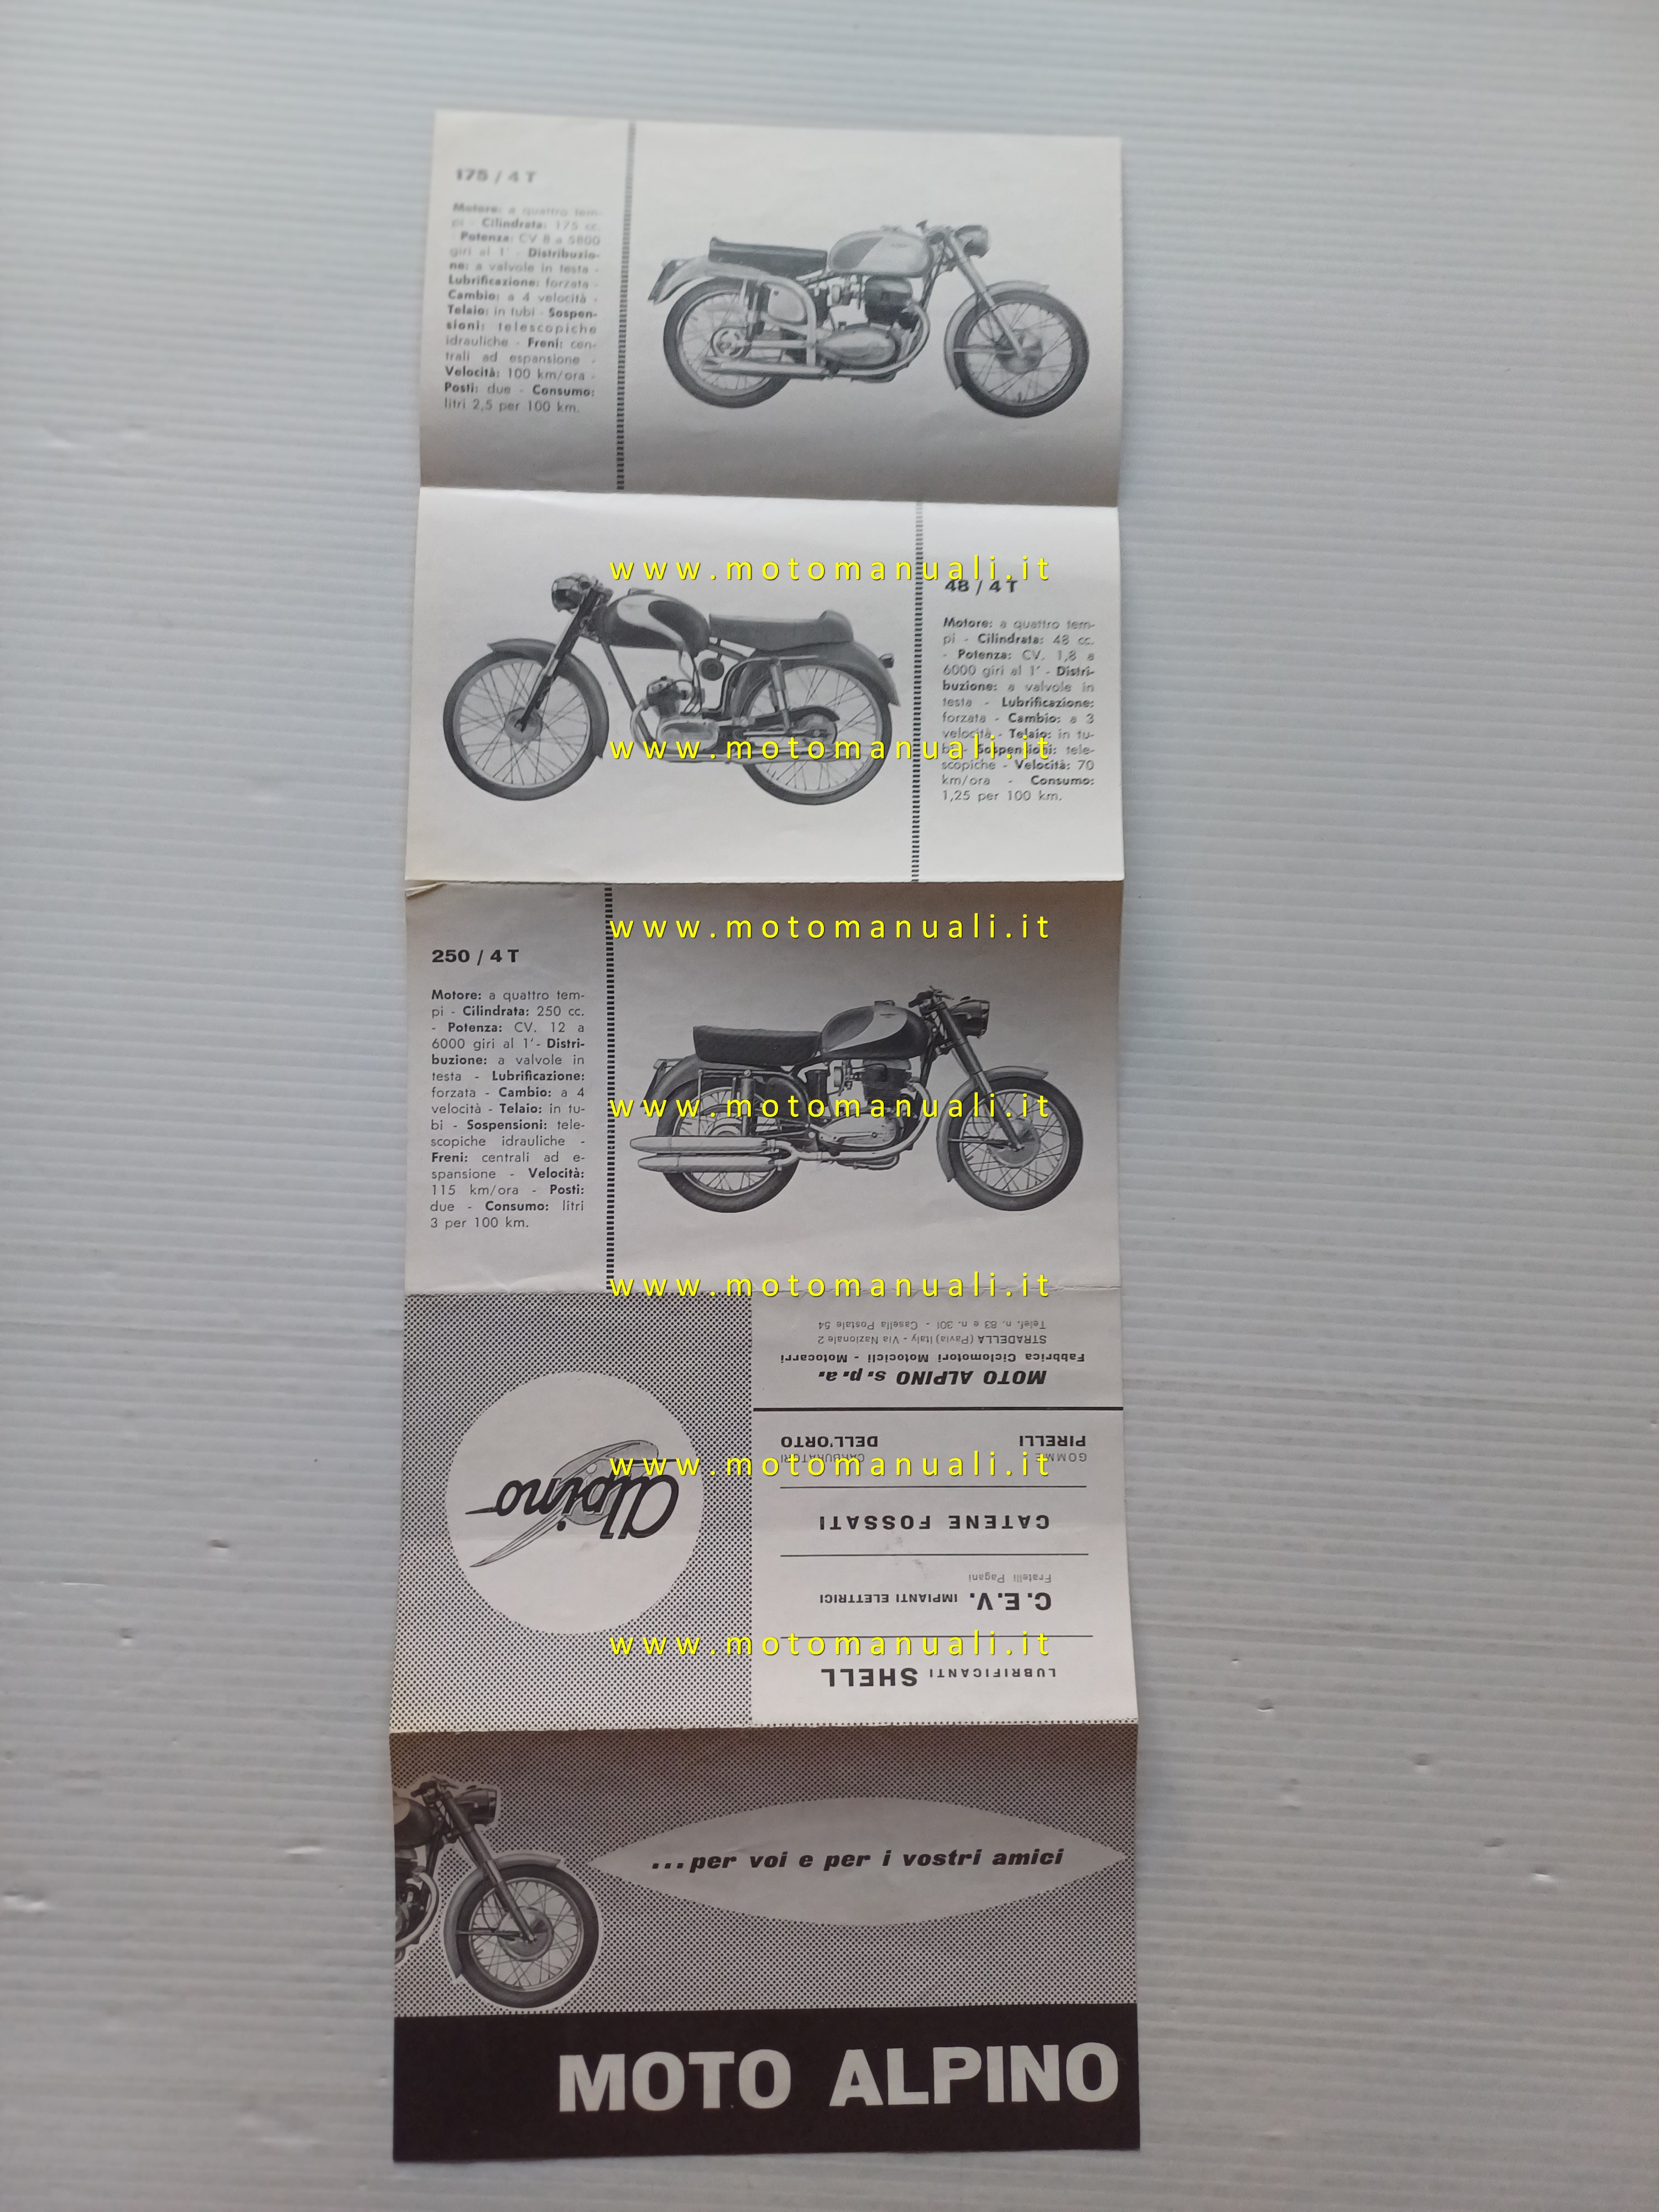 175 / 4 T
Motore: a quattro tem-
pi - Cilindrata: 175 cc.
- Potenza: CV 8 a 5800
giri al 1' - Distribuzio-
ne: a valvole in testa -
Lubrificazione: forzata -
Cambio: a 4 velocità -
Telaio: in tubi - Sospen-
sioni: telescopiche
idrauliche - Freni: cen-
trali ad espansione -
Velocità: 100 km/ora -
Posti: due - Consumo:
litri 2,5 per 100 km.
www.motomanuali.it
48 / 4 T
Motore: a quattro tem-
pi - Cilindrata: 48 cc.
- Potenza: CV. 1,8 a
6000 giri al 1' - Distri-
buzione: a valvole in
testa - Lubrificazione:
forzata - Cambio: a 3
velocità - Telaio: in tu-
bi - Sospensioni: tele-
www.motomanuali.it
scopiche - Velocità: 70
km/ora - Consumo:
1,25 per 100 km.
www.motomanuali.it
250 / 4 T
Motore: a quattro tem-
pi - Cilindrata: 250 cc.
- Potenza: CV. 12 a
6000 giri al 1' - Distri-
buzione: a valvole in
testa - Lubrificazione:
forzata - Cambio: a 4
velocità - Telaio: in tu-
bi - Sospensioni: tele-
scopiche idrauliche -
Freni: centrali ad e-
spansione - Velocità:
115 km/ora - Posti:
due - Consumo: litri
3 per 100 km.
www.motomanuali.it
www.motomanuali.it
LUBRIFICANTI SHELL
www.motomanuali.it
C.E.V. IMPIANTI ELETTRICI
Fratelli Pagani
CATENE FOSSATI
www.motomanuali.it
GOMME CARBURATORI
PIRELLI DELL'ORTO
MOTO ALPINO s.p.a.
Fabbrica Ciclomotori Motocicli - Motocarri
STRADELLA (Pavia) Italy - Via Nazionale 2
Telef. n. 83 e n. 301 - Casella Postale 54
Alpino
...per voi e per i vostri amici
MOTO ALPINO